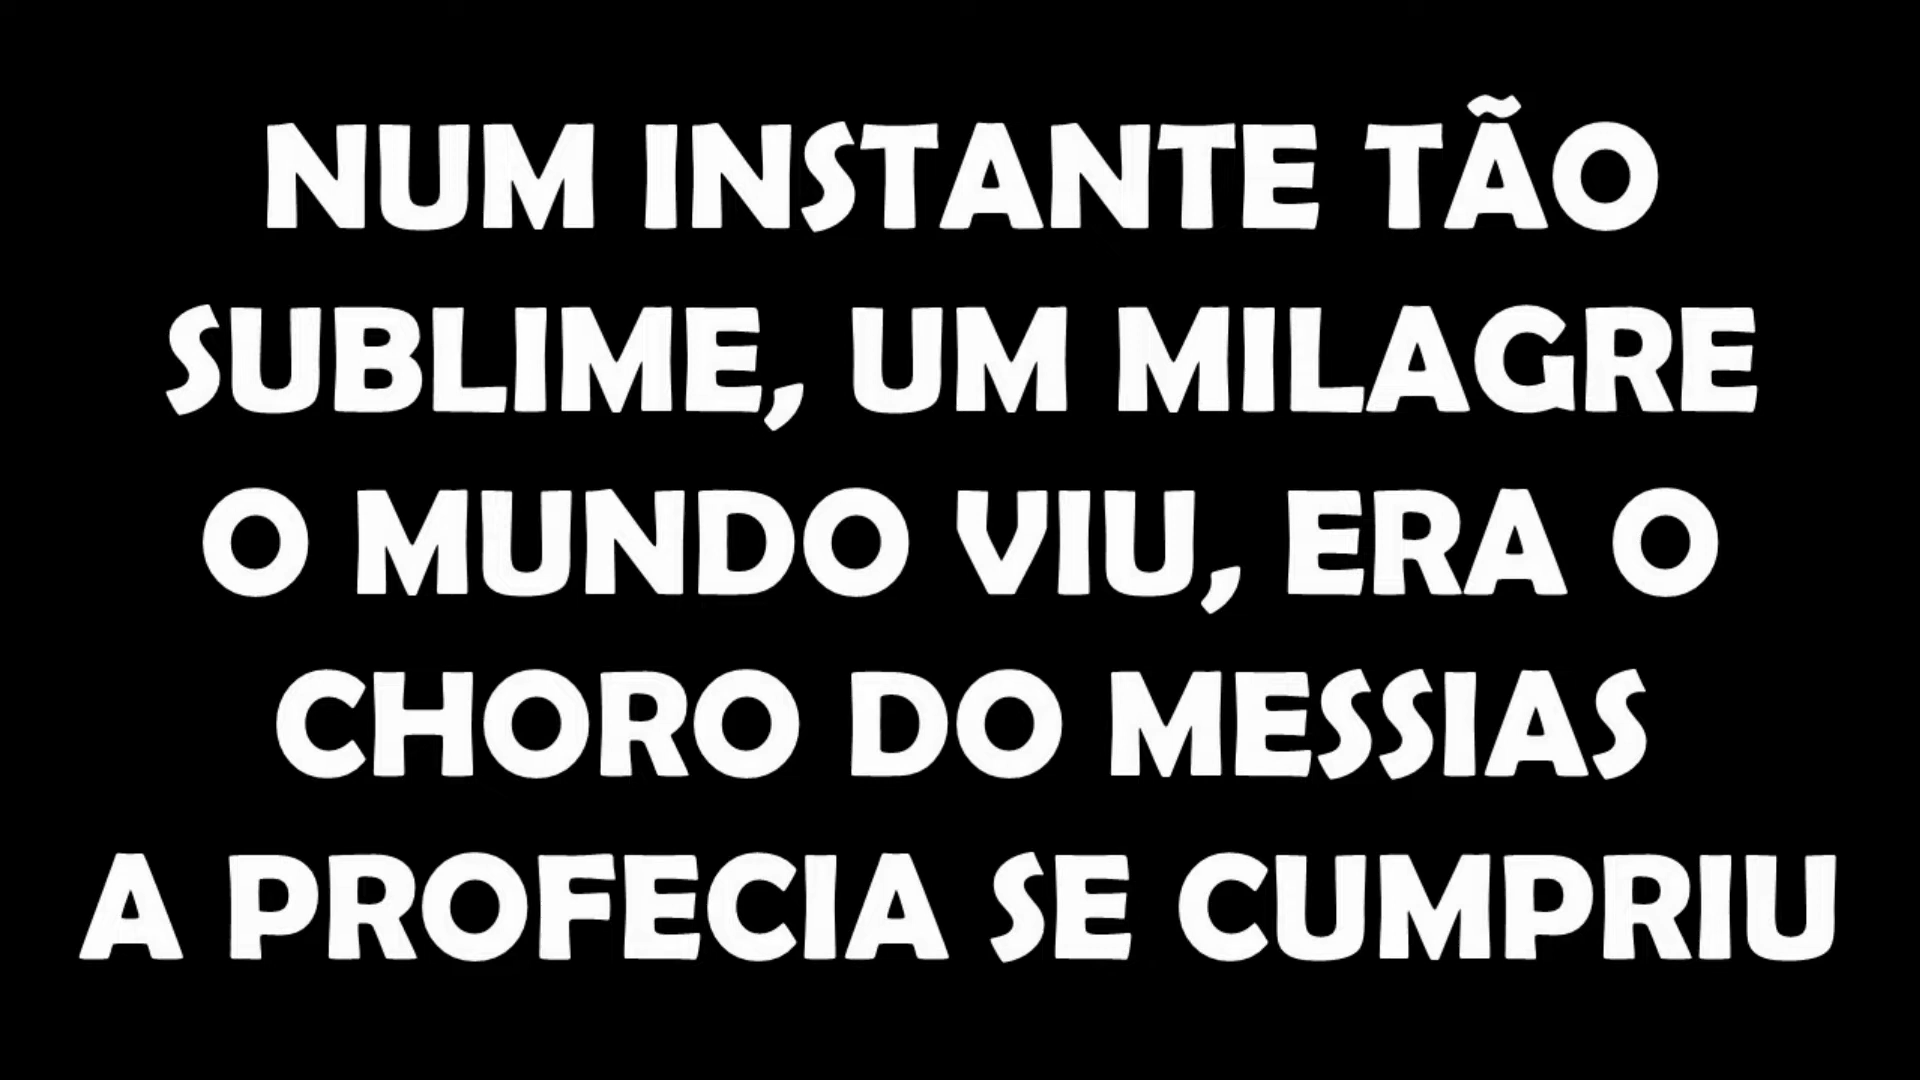 NUM INSTANTE TÃO
SUBLIME, UM MILAGRE
O MUNDO VIU, ERA O
CHORO DO MESSIAS
A PROFECIA SE CUMPRIU